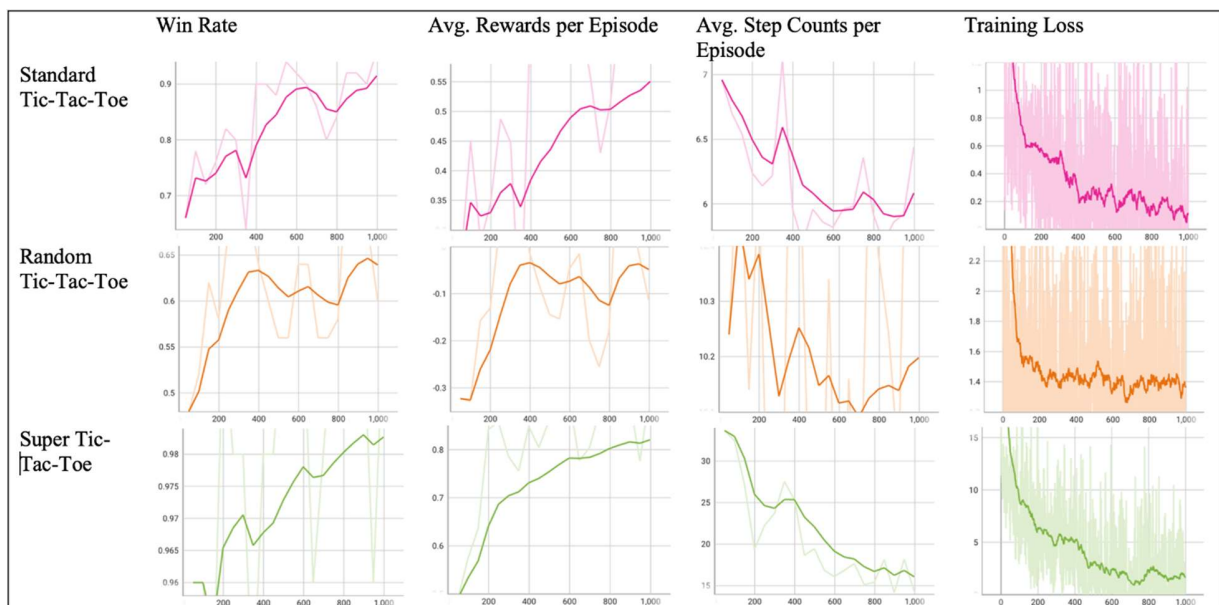 Win Rate
Avg. Rewards per Episode
Avg. Step Counts per
Episode
Training Loss
Standard
Tic-Tac-Toe
0.9
0.8
0.7
200 400 600 800 1,000
0.55
0.5
0.45
0.4
0.35
200 400 600 800 1,000
7
6.5
6
200 400 600 800 1,000
1
0.8
0.6
0.4
0.2
0 200 400 600 800 1,000
Random
Tic-Tac-Toe
0.65
0.6
0.55
0.5
200 400 600 800 1,000
-0.1
-0.2
-0.3
200 400 600 800 1,000
10.3
10.2
200 400 600 800 1,000
2.2
2
1.8
1.6
1.4
0 200 400 600 800 1,000
Super Tic-
Tac-Toe
0.98
0.975
0.97
0.965
0.96
200 400 600 800 1,000
0.8
0.7
0.6
200 400 600 800 1,000
30
25
20
15
200 400 600 800 1,000
15
10
5
0 200 400 600 800 1,000